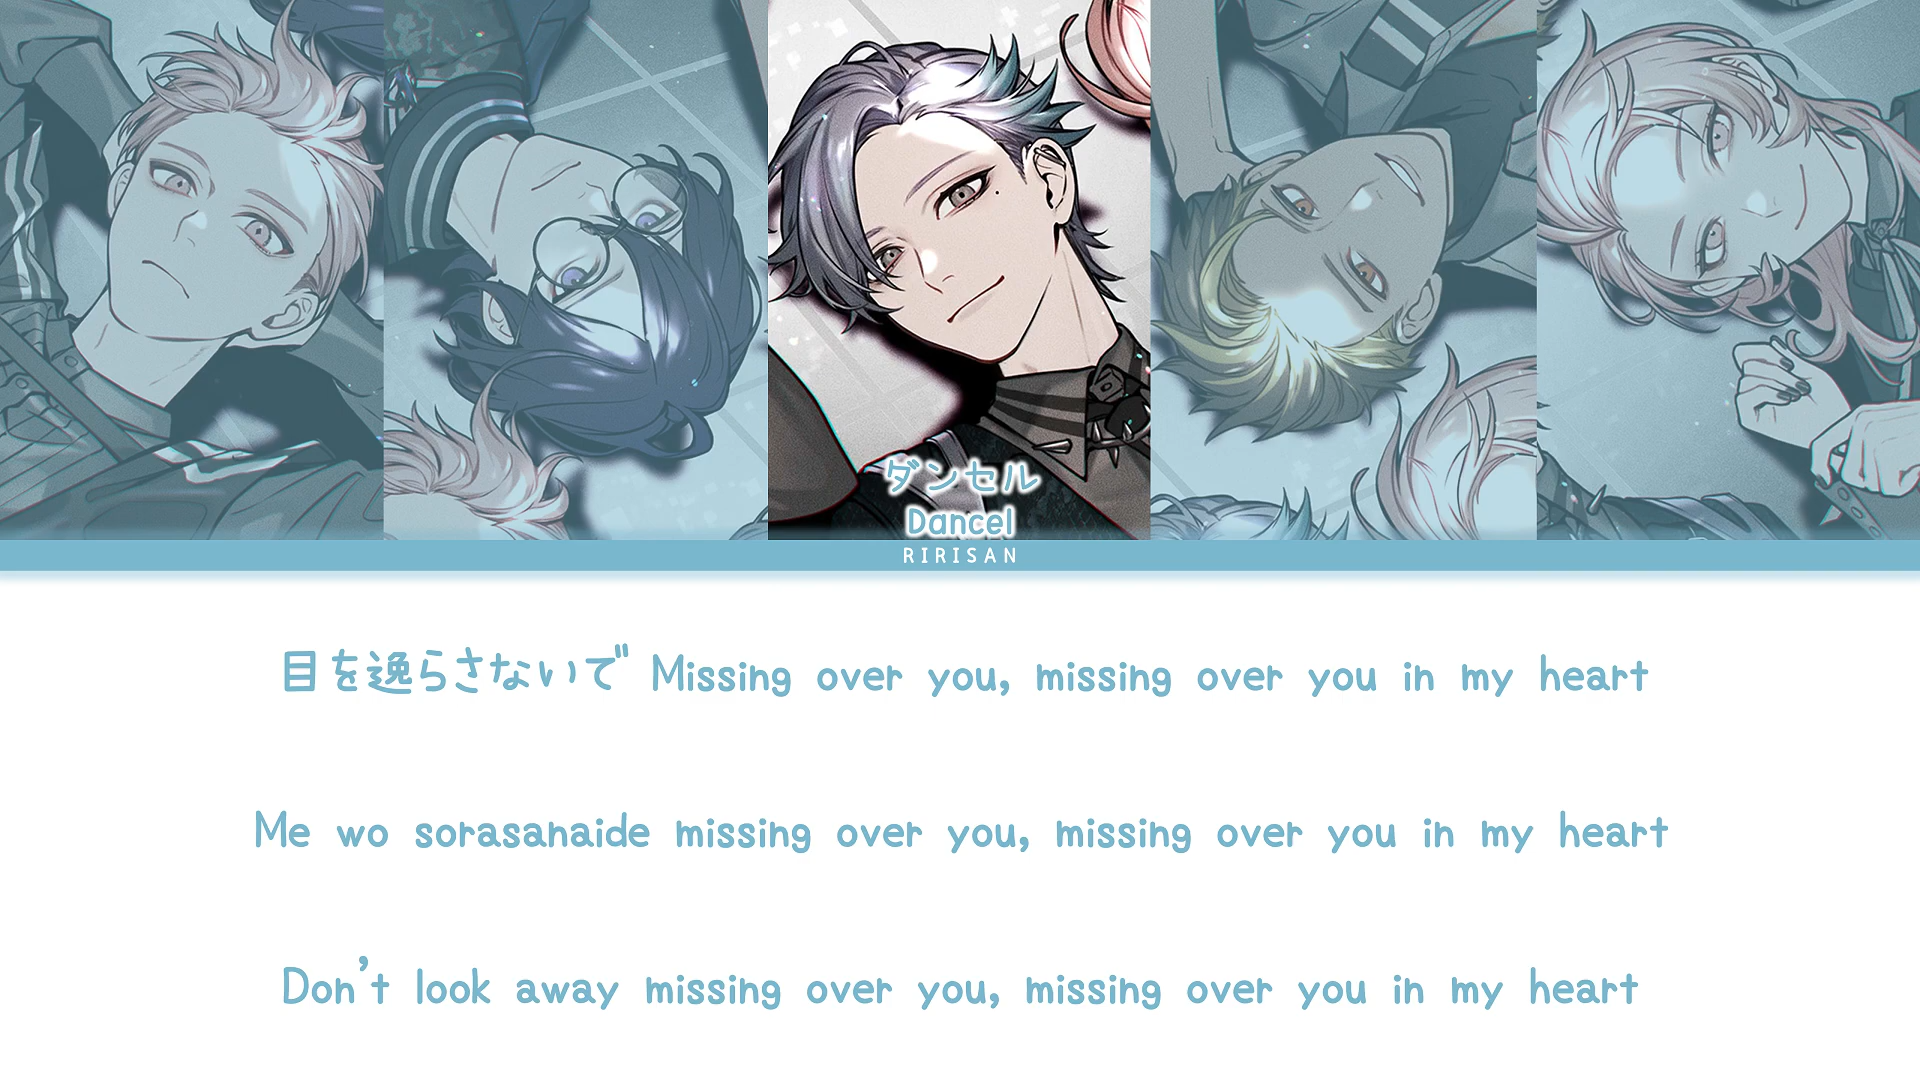 ダンセル
Dancel
RIRISAN
目を逸らさないで Missing over you, missing over you in my heart
Me wo sorasanaide missing over you, missing over you in my heart
Don't look away missing over you, missing over you in my heart